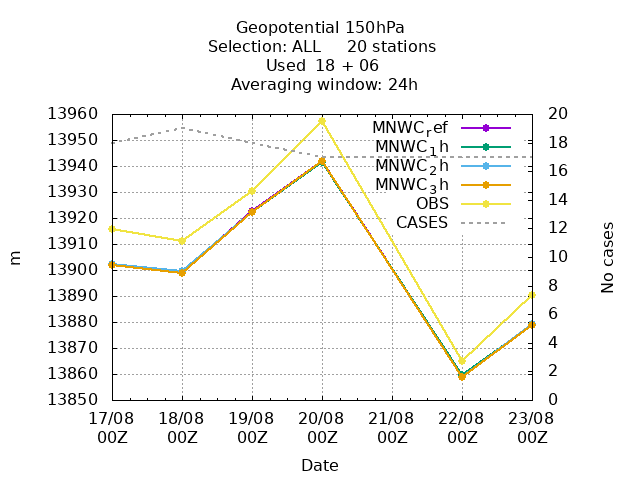 Geopotential 150hPa
Selection: ALL     20 stations
Used  18 + 06
Averaging window: 24h
13960
13950
13940
13930
13920
13910
13900
13890
13880
13870
13860
13850
m
20
18
16
14
12
10
8
6
4
2
0
No cases
MNWC_ref
MNWC_1h
MNWC_2h
MNWC_3h
OBS
CASES
17/08 18/08 19/08 20/08 21/08 22/08 23/08
00Z 00Z 00Z 00Z 00Z 00Z 00Z
Date